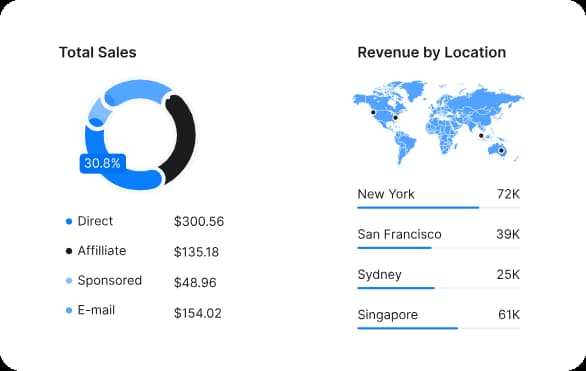 Total Sales
30.8%
Direct $300.56
Affilliate $135.18
Sponsored $48.96
E-mail $154.02
Revenue by Location
New York 72K
San Francisco 39K
Sydney 25K
Singapore 61K